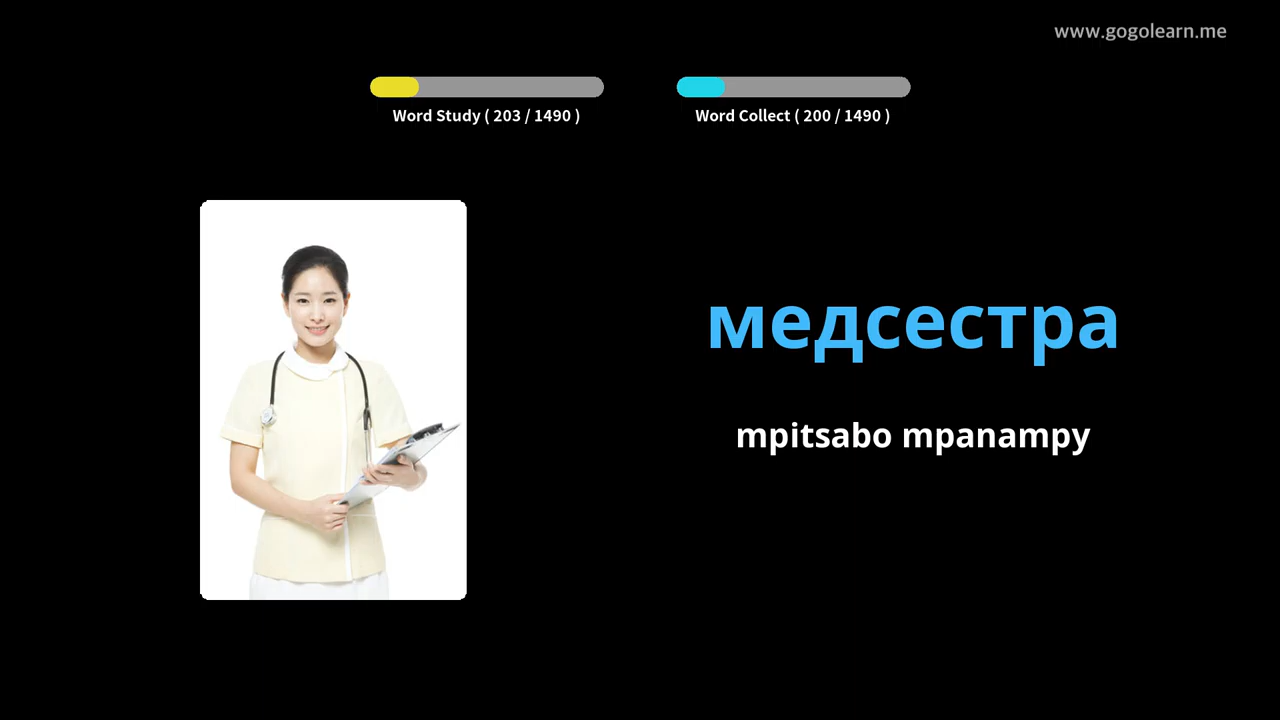 www.gogolearn.me
Word Study ( 203 / 1490 )
Word Collect ( 200 / 1490 )
медсестра
mpitsabo mpanampy